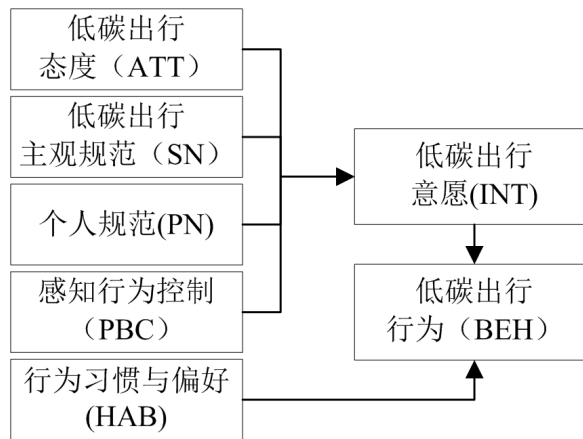 低碳出行
态度（ATT）
低碳出行
主观规范（SN）
个人规范(PN)
感知行为控制
（PBC）
行为习惯与偏好
(HAB)
低碳出行
意愿(INT)
低碳出行
行为（BEH）